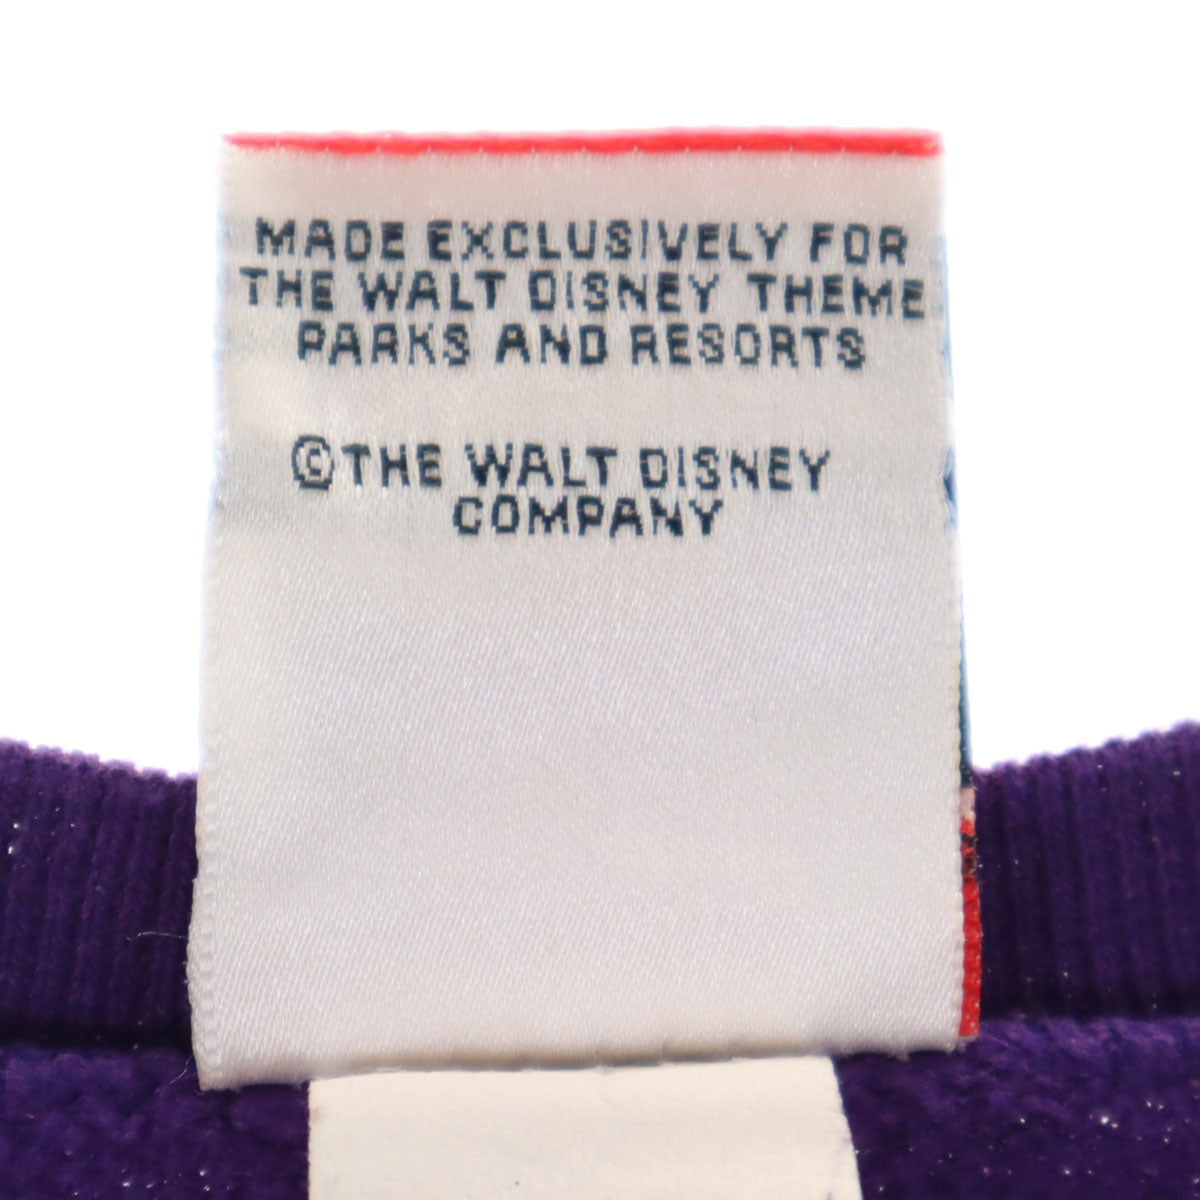 MADE EXCLUSIVELY FOR
THE WALT DISNEY THEME
PARKS AND RESORTS
©THE WALT DISNEY
COMPANY